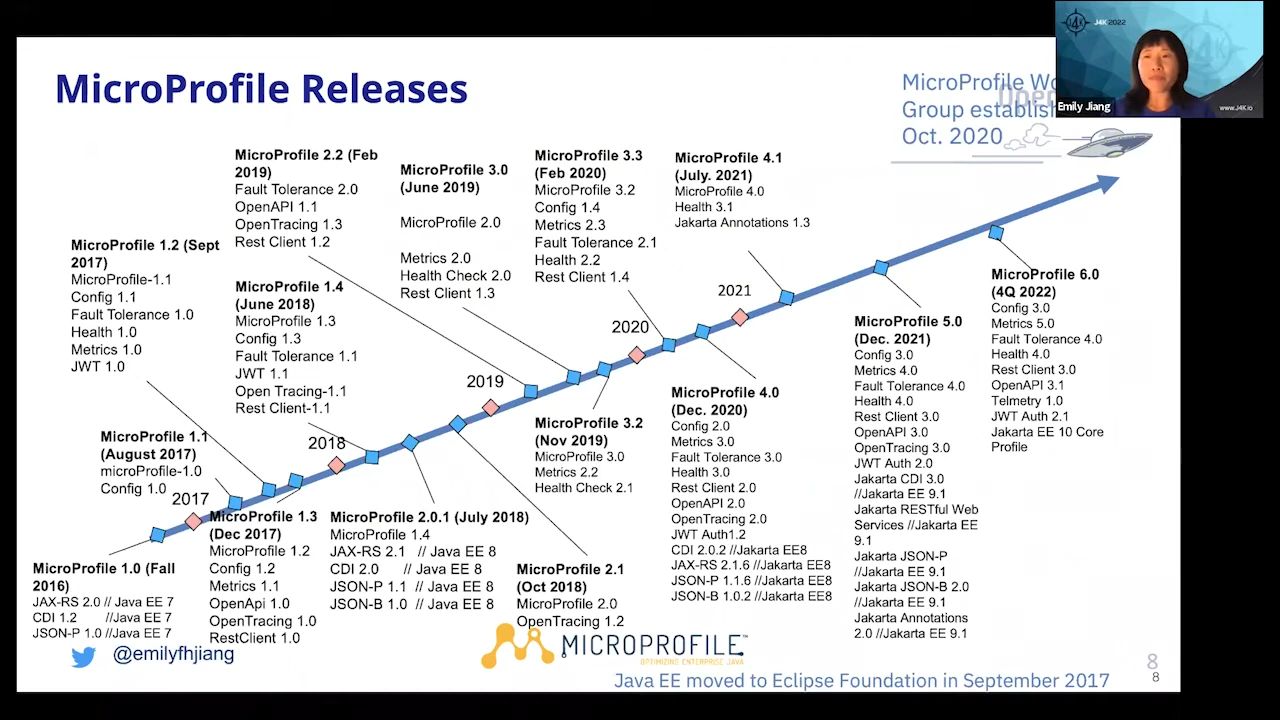 MicroProfile Releases
J4K 2022
Emily Jiang
www.J4K.io
MicroProfile
Group
Oct. 2020
MicroProfile 2.2 (Feb
2019)
Fault Tolerance 2.0
OpenAPI 1.1
OpenTracing 1.3
Rest Client 1.2
MicroProfile 3.0
(June 2019)
MicroProfile 2.0
Metrics 2.0
Health Check 2.0
Rest Client 1.3
MicroProfile 3.3
(Feb 2020)
MicroProfile 3.2
Config 1.4
Metrics 2.3
Fault Tolerance 2.1
Health 2.2
Rest Client 1.4
MicroProfile 4.1
(July. 2021)
MicroProfile 4.0
Health 3.1
Jakarta Annotations 1.3
MicroProfile 1.2 (Sept
2017)
MicroProfile-1.1
Config 1.1
Fault Tolerance 1.0
Health 1.0
Metrics 1.0
JWT 1.0
MicroProfile 1.4
(June 2018)
MicroProfile 1.3
Config 1.3
Fault Tolerance 1.1
JWT 1.1
Open Tracing-1.1
Rest Client-1.1
MicroProfile 1.1
(August 2017)
microProfile-1.0
Config 1.0
2017
2018
2019
2020
2021
MicroProfile 1.0 (Fall
2016)
JAX-RS 2.0 // Java EE 7
CDI 1.2 //Java EE 7
JSON-P 1.0 //Java EE 7
MicroProfile 1.3
(Dec 2017)
MicroProfile 1.2
Config 1.2
Metrics 1.1
OpenApi 1.0
OpenTracing 1.0
RestClient 1.0
MicroProfile 2.0.1 (July 2018)
MicroProfile 1.4
JAX-RS 2.1 // Java EE 8
CDI 2.0 // Java EE 8
JSON-P 1.1 // Java EE 8
JSON-B 1.0 // Java EE 8
MicroProfile 2.1
(Oct 2018)
MicroProfile 2.0
OpenTracing 1.2
MicroProfile 3.2
(Nov 2019)
MicroProfile 3.0
Metrics 2.2
Health Check 2.1
MicroProfile 4.0
(Dec. 2020)
Config 2.0
Metrics 3.0
Fault Tolerance 3.0
Health 3.0
Rest Client 2.0
OpenAPI 2.0
OpenTracing 2.0
JWT Auth1.2
CDI 2.0.2 //Jakarta EE8
JAX-RS 2.1.6 //Jakarta EE8
JSON-P 1.1.6 //Jakarta EE8
JSON-B 1.0.2 //Jakarta EE8
MicroProfile 5.0
(Dec. 2021)
Config 3.0
Metrics 4.0
Fault Tolerance 4.0
Health 4.0
Rest Client 3.0
OpenAPI 3.0
OpenTracing 3.0
JWT Auth 2.0
Jakarta CDI 3.0
//Jakarta EE 9.1
Jakarta RESTful Web
Services //Jakarta EE
9.1
Jakarta JSON-P
//Jakarta EE 9.1
Jakarta JSON-B 2.0
//Jakarta EE 9.1
Jakarta Annotations
2.0 //Jakarta EE 9.1
MicroProfile 6.0
(4Q 2022)
Config 3.0
Metrics 5.0
Fault Tolerance 4.0
Health 4.0
Rest Client 3.0
OpenAPI 3.1
Telmetry 1.0
JWT Auth 2.1
Jakarta EE 10 Core
Profile
@emilyfhjiang
MICROPROFILE™
OPTIMIZING ENTERPRISE JAVA
Java EE moved to Eclipse Foundation in September 2017
8
8